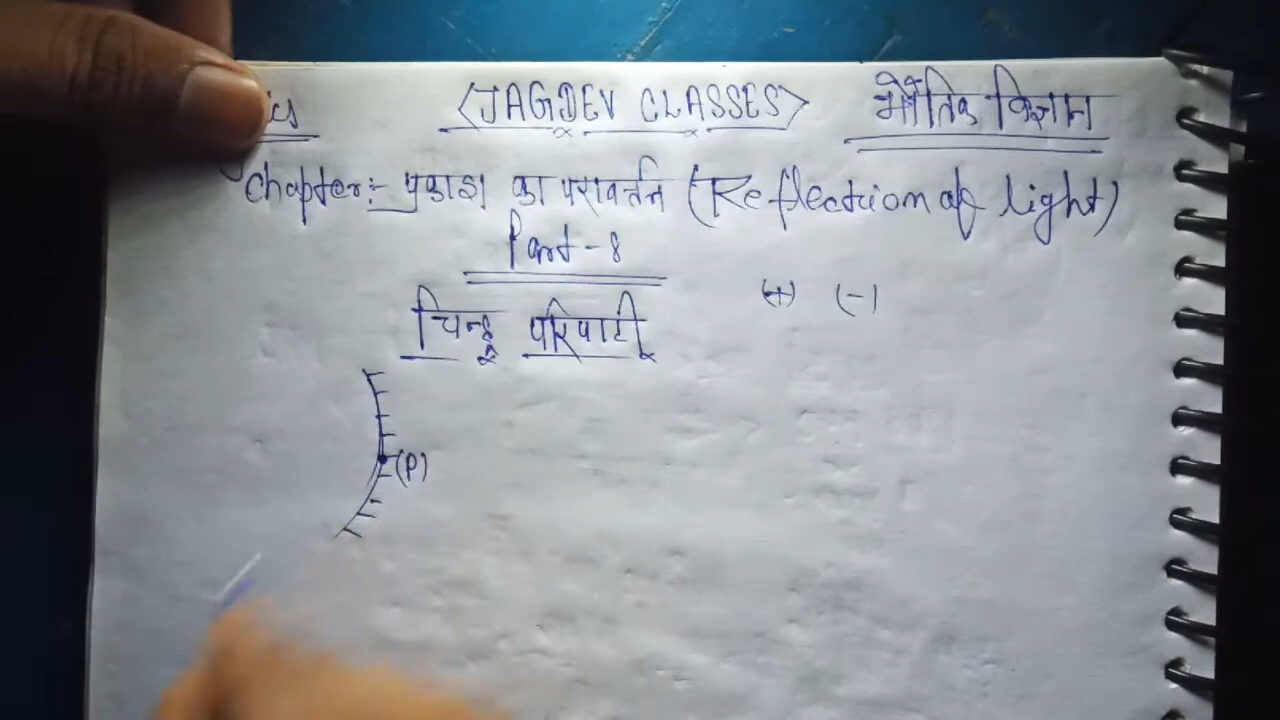 <JAGDEV CLASSES> भौतिक विज्ञान
Chapter:- प्रकाश का परावर्तन (Reflection of light)
Part-8
चिन्ह परिपाटी (+) (-)
(P)